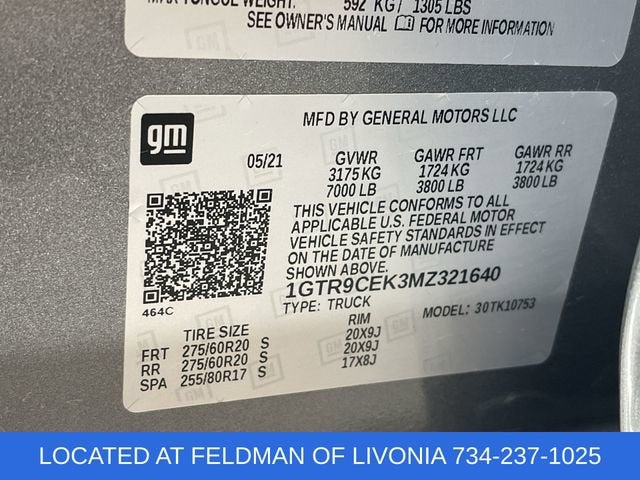 MAX TONGUE WEIGHT: 592 KG/ 1305 LBS
SEE OWNER'S MANUAL FOR MORE INFORMATION
gm
MFD BY GENERAL MOTORS LLC
05/21 GVWR GAWR FRT GAWR RR
3175 KG 1724 KG 1724 KG
7000 LB 3800 LB 3800 LB
THIS VEHICLE CONFORMS TO ALL
APPLICABLE U.S. FEDERAL MOTOR
VEHICLE SAFETY STANDARDS IN EFFECT
ON THE DATE OF MANUFACTURE
SHOWN ABOVE.
1GTR9CEK3MZ321640
464C
TYPE: TRUCK MODEL: 30TK10753
TIRE SIZE RIM
FRT 275/60R20 S 20X9J
RR 275/60R20 S 20X9J
SPA 255/80R17 S 17X8J
LOCATED AT FELDMAN OF LIVONIA 734-237-1025